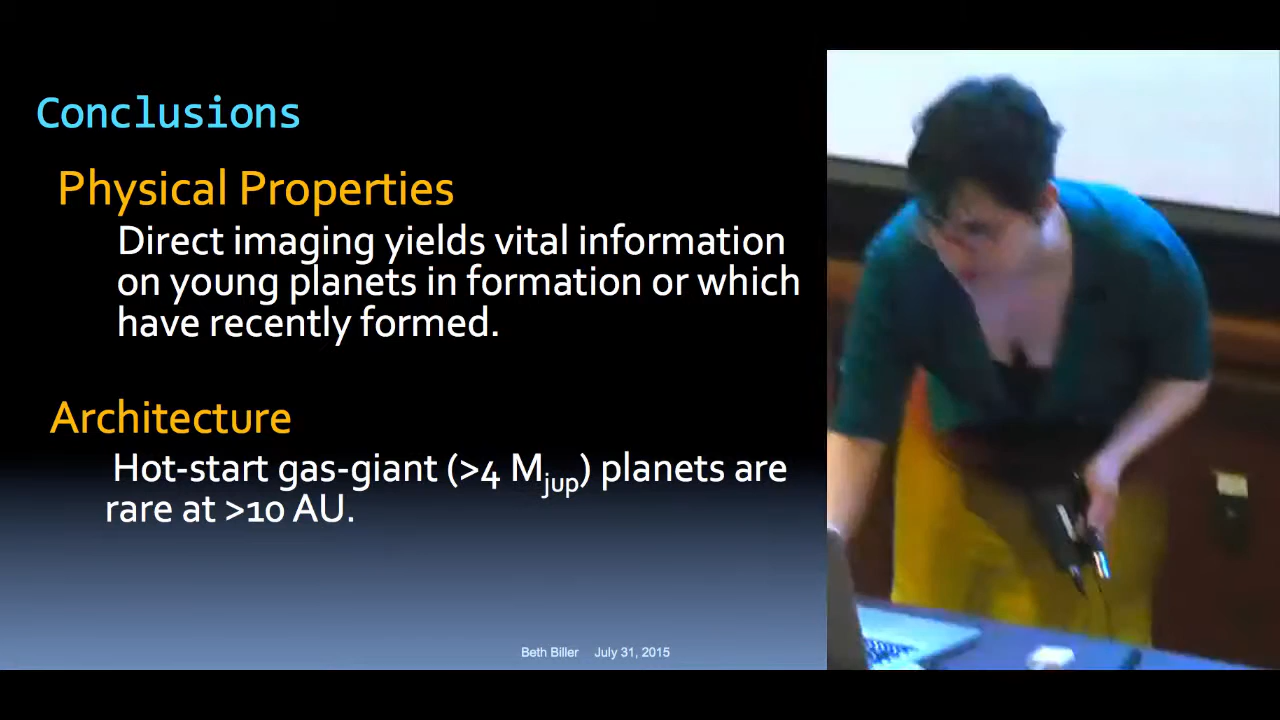 Conclusions
Physical Properties
Direct imaging yields vital information
on young planets in formation or which
have recently formed.
Architecture
Hot-start gas-giant (>4 Mjup) planets are
rare at >10 AU.
Beth Biller July 31, 2015